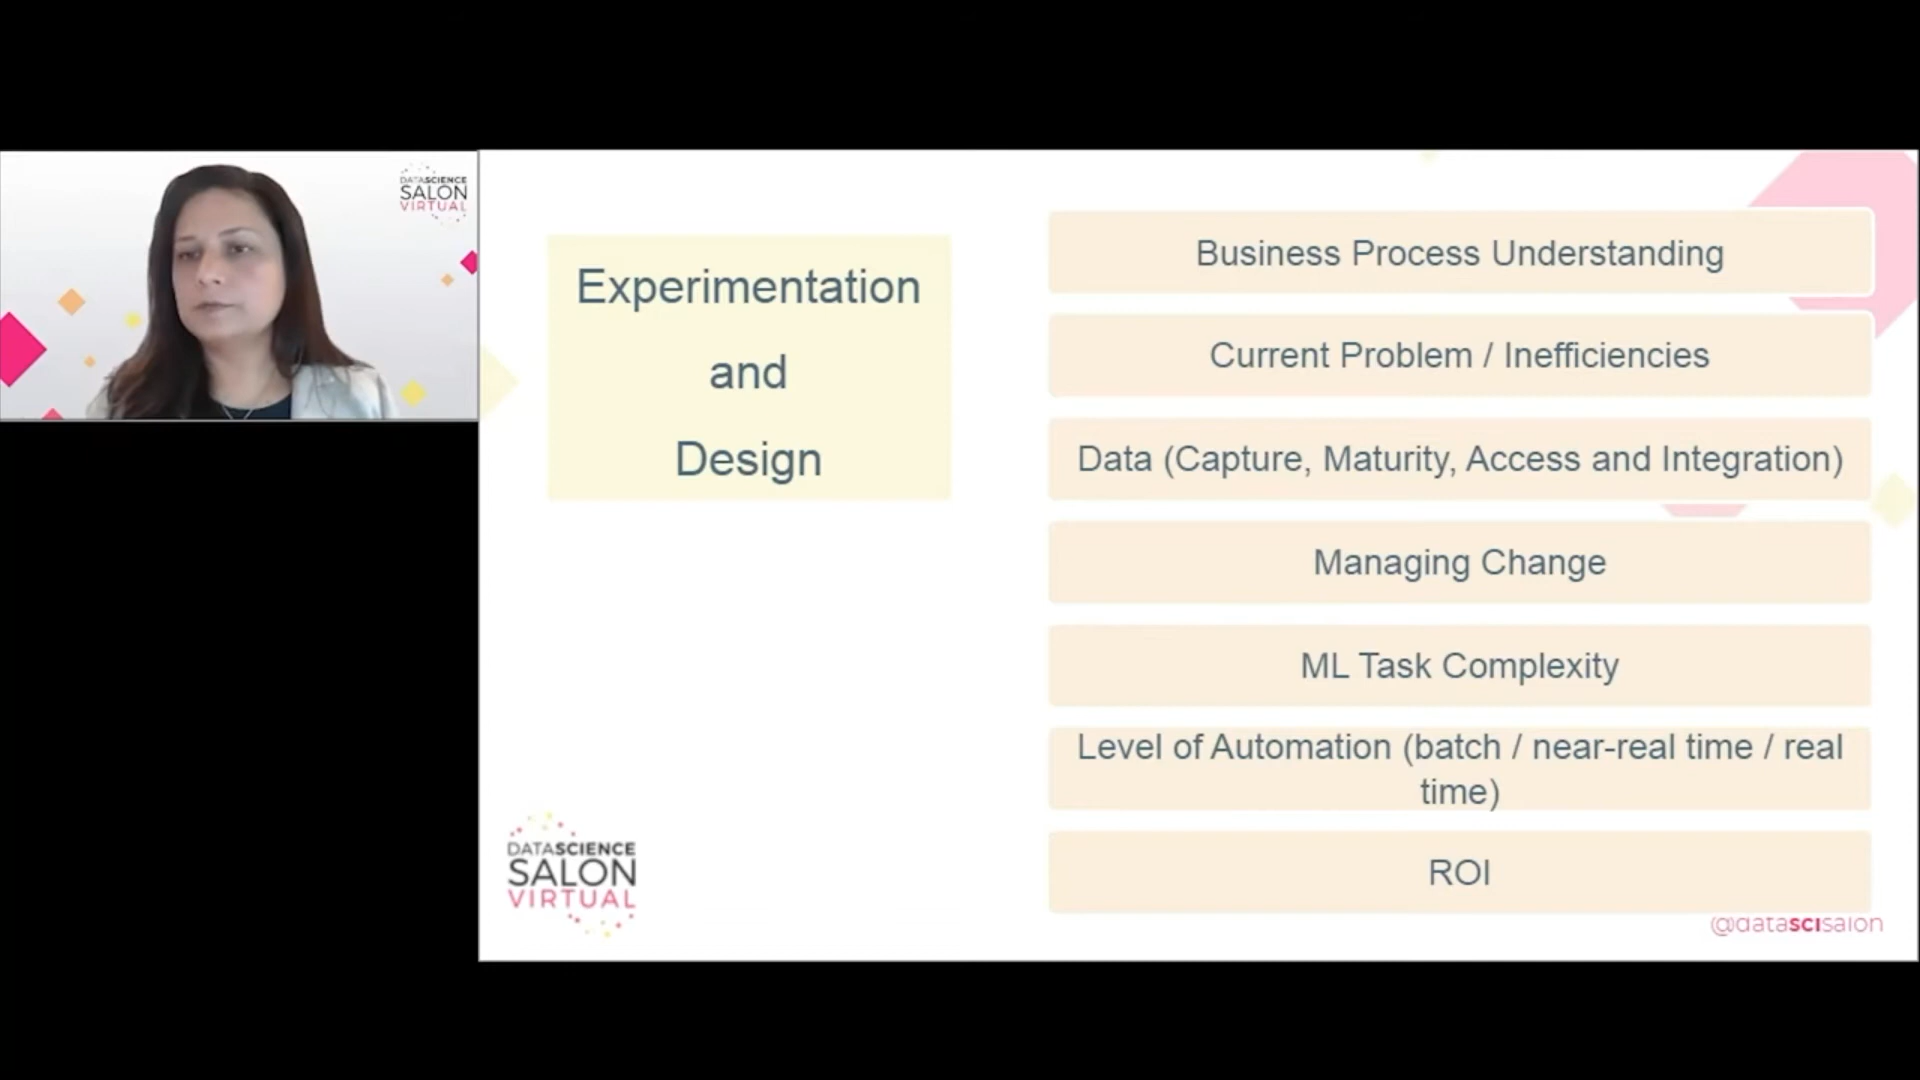 DATASCIENCE
SALON
VIRTUAL
Experimentation
and
Design
Business Process Understanding
Current Problem / Inefficiencies
Data (Capture, Maturity, Access and Integration)
Managing Change
ML Task Complexity
Level of Automation (batch / near-real time / real
time)
ROI
DATASCIENCE
SALON
VIRTUAL
@datascisalon